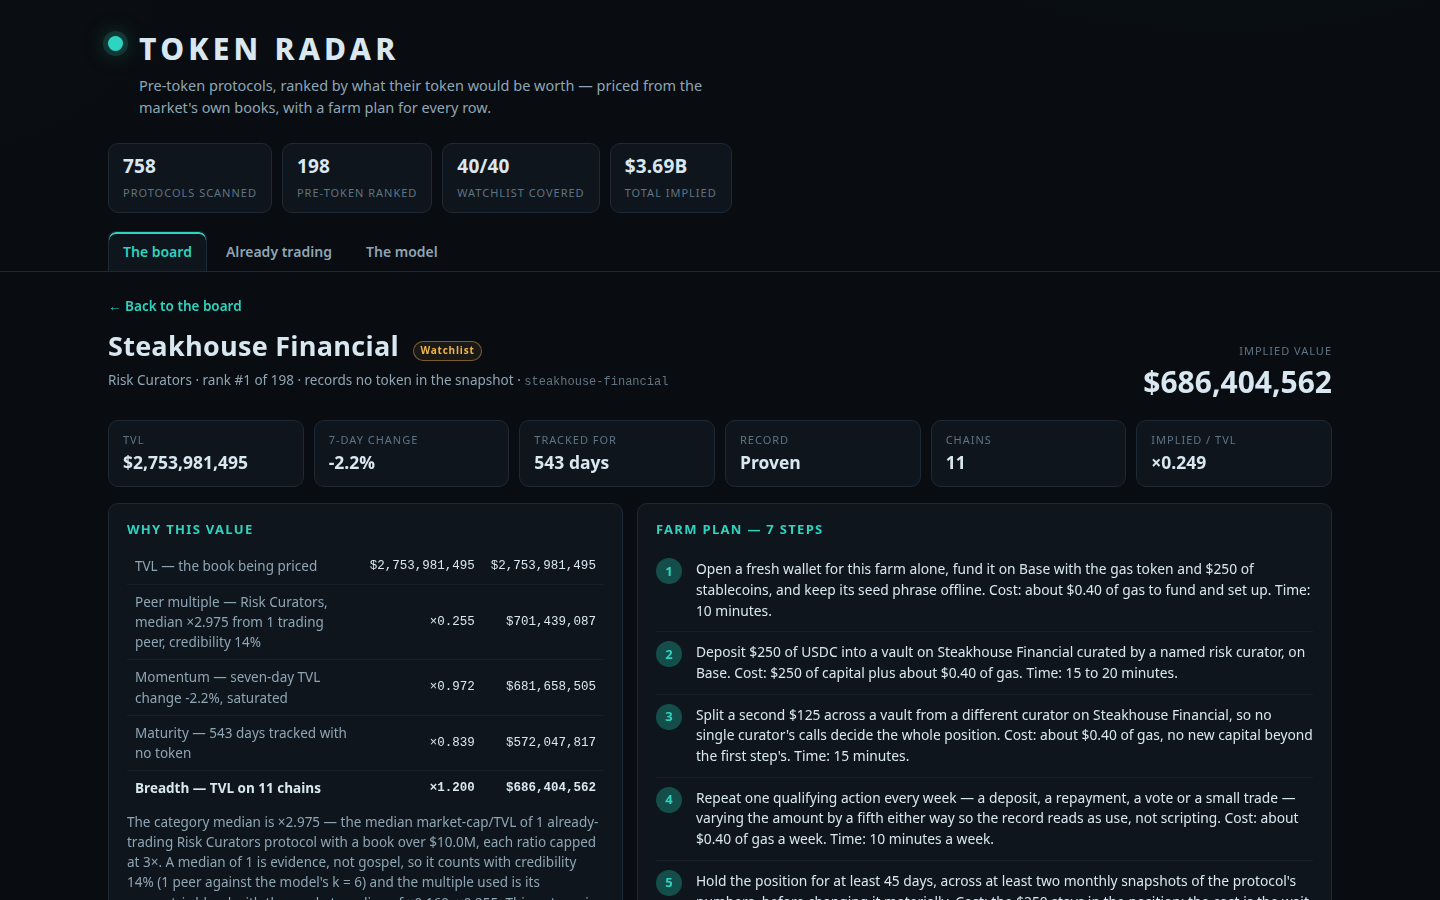 TOKEN RADAR
Pre-token protocols, ranked by what their token would be worth — priced from the
market's own books, with a farm plan for every row.
758
PROTOCOLS SCANNED
198
PRE-TOKEN RANKED
40/40
WATCHLIST COVERED
$3.69B
TOTAL IMPLIED
The board
Already trading
The model
← Back to the board
Steakhouse Financial
Watchlist
Risk Curators · rank #1 of 198 · records no token in the snapshot · steakhouse-financial
IMPLIED VALUE
$686,404,562
TVL
$2,753,981,495
7-DAY CHANGE
-2.2%
TRACKED FOR
543 days
RECORD
Proven
CHAINS
11
IMPLIED / TVL
×0.249
WHY THIS VALUE
TVL — the book being priced $2,753,981,495 $2,753,981,495
Peer multiple — Risk Curators,
median ×2.975 from 1 trading
peer, credibility 14%
×0.255 $701,439,087
Momentum — seven-day TVL
change -2.2%, saturated
×0.972 $681,658,505
Maturity — 543 days tracked with
no token
×0.839 $572,047,817
Breadth — TVL on 11 chains ×1.200 $686,404,562
The category median is ×2.975 — the median market-cap/TVL of 1 already-
trading Risk Curators protocol with a book over $10.0M, each ratio capped
at 3×. A median of 1 is evidence, not gospel, so it counts with credibility
14% (1 peer against the model's k = 6) and the multiple used is its
FARM PLAN — 7 STEPS
1
Open a fresh wallet for this farm alone, fund it on Base with the gas token and $250 of
stablecoins, and keep its seed phrase offline. Cost: about $0.40 of gas to fund and set up. Time:
10 minutes.
2
Deposit $250 of USDC into a vault on Steakhouse Financial curated by a named risk curator, on
Base. Cost: $250 of capital plus about $0.40 of gas. Time: 15 to 20 minutes.
3
Split a second $125 across a vault from a different curator on Steakhouse Financial, so no
single curator's calls decide the whole position. Cost: about $0.40 of gas, no new capital beyond
the first step's. Time: 15 minutes.
4
Repeat one qualifying action every week — a deposit, a repayment, a vote or a small trade —
varying the amount by a fifth either way so the record reads as use, not scripting. Cost: about
$0.40 of gas a week. Time: 10 minutes a week.
5
Hold the position for at least 45 days, across at least two monthly snapshots of the protocol's